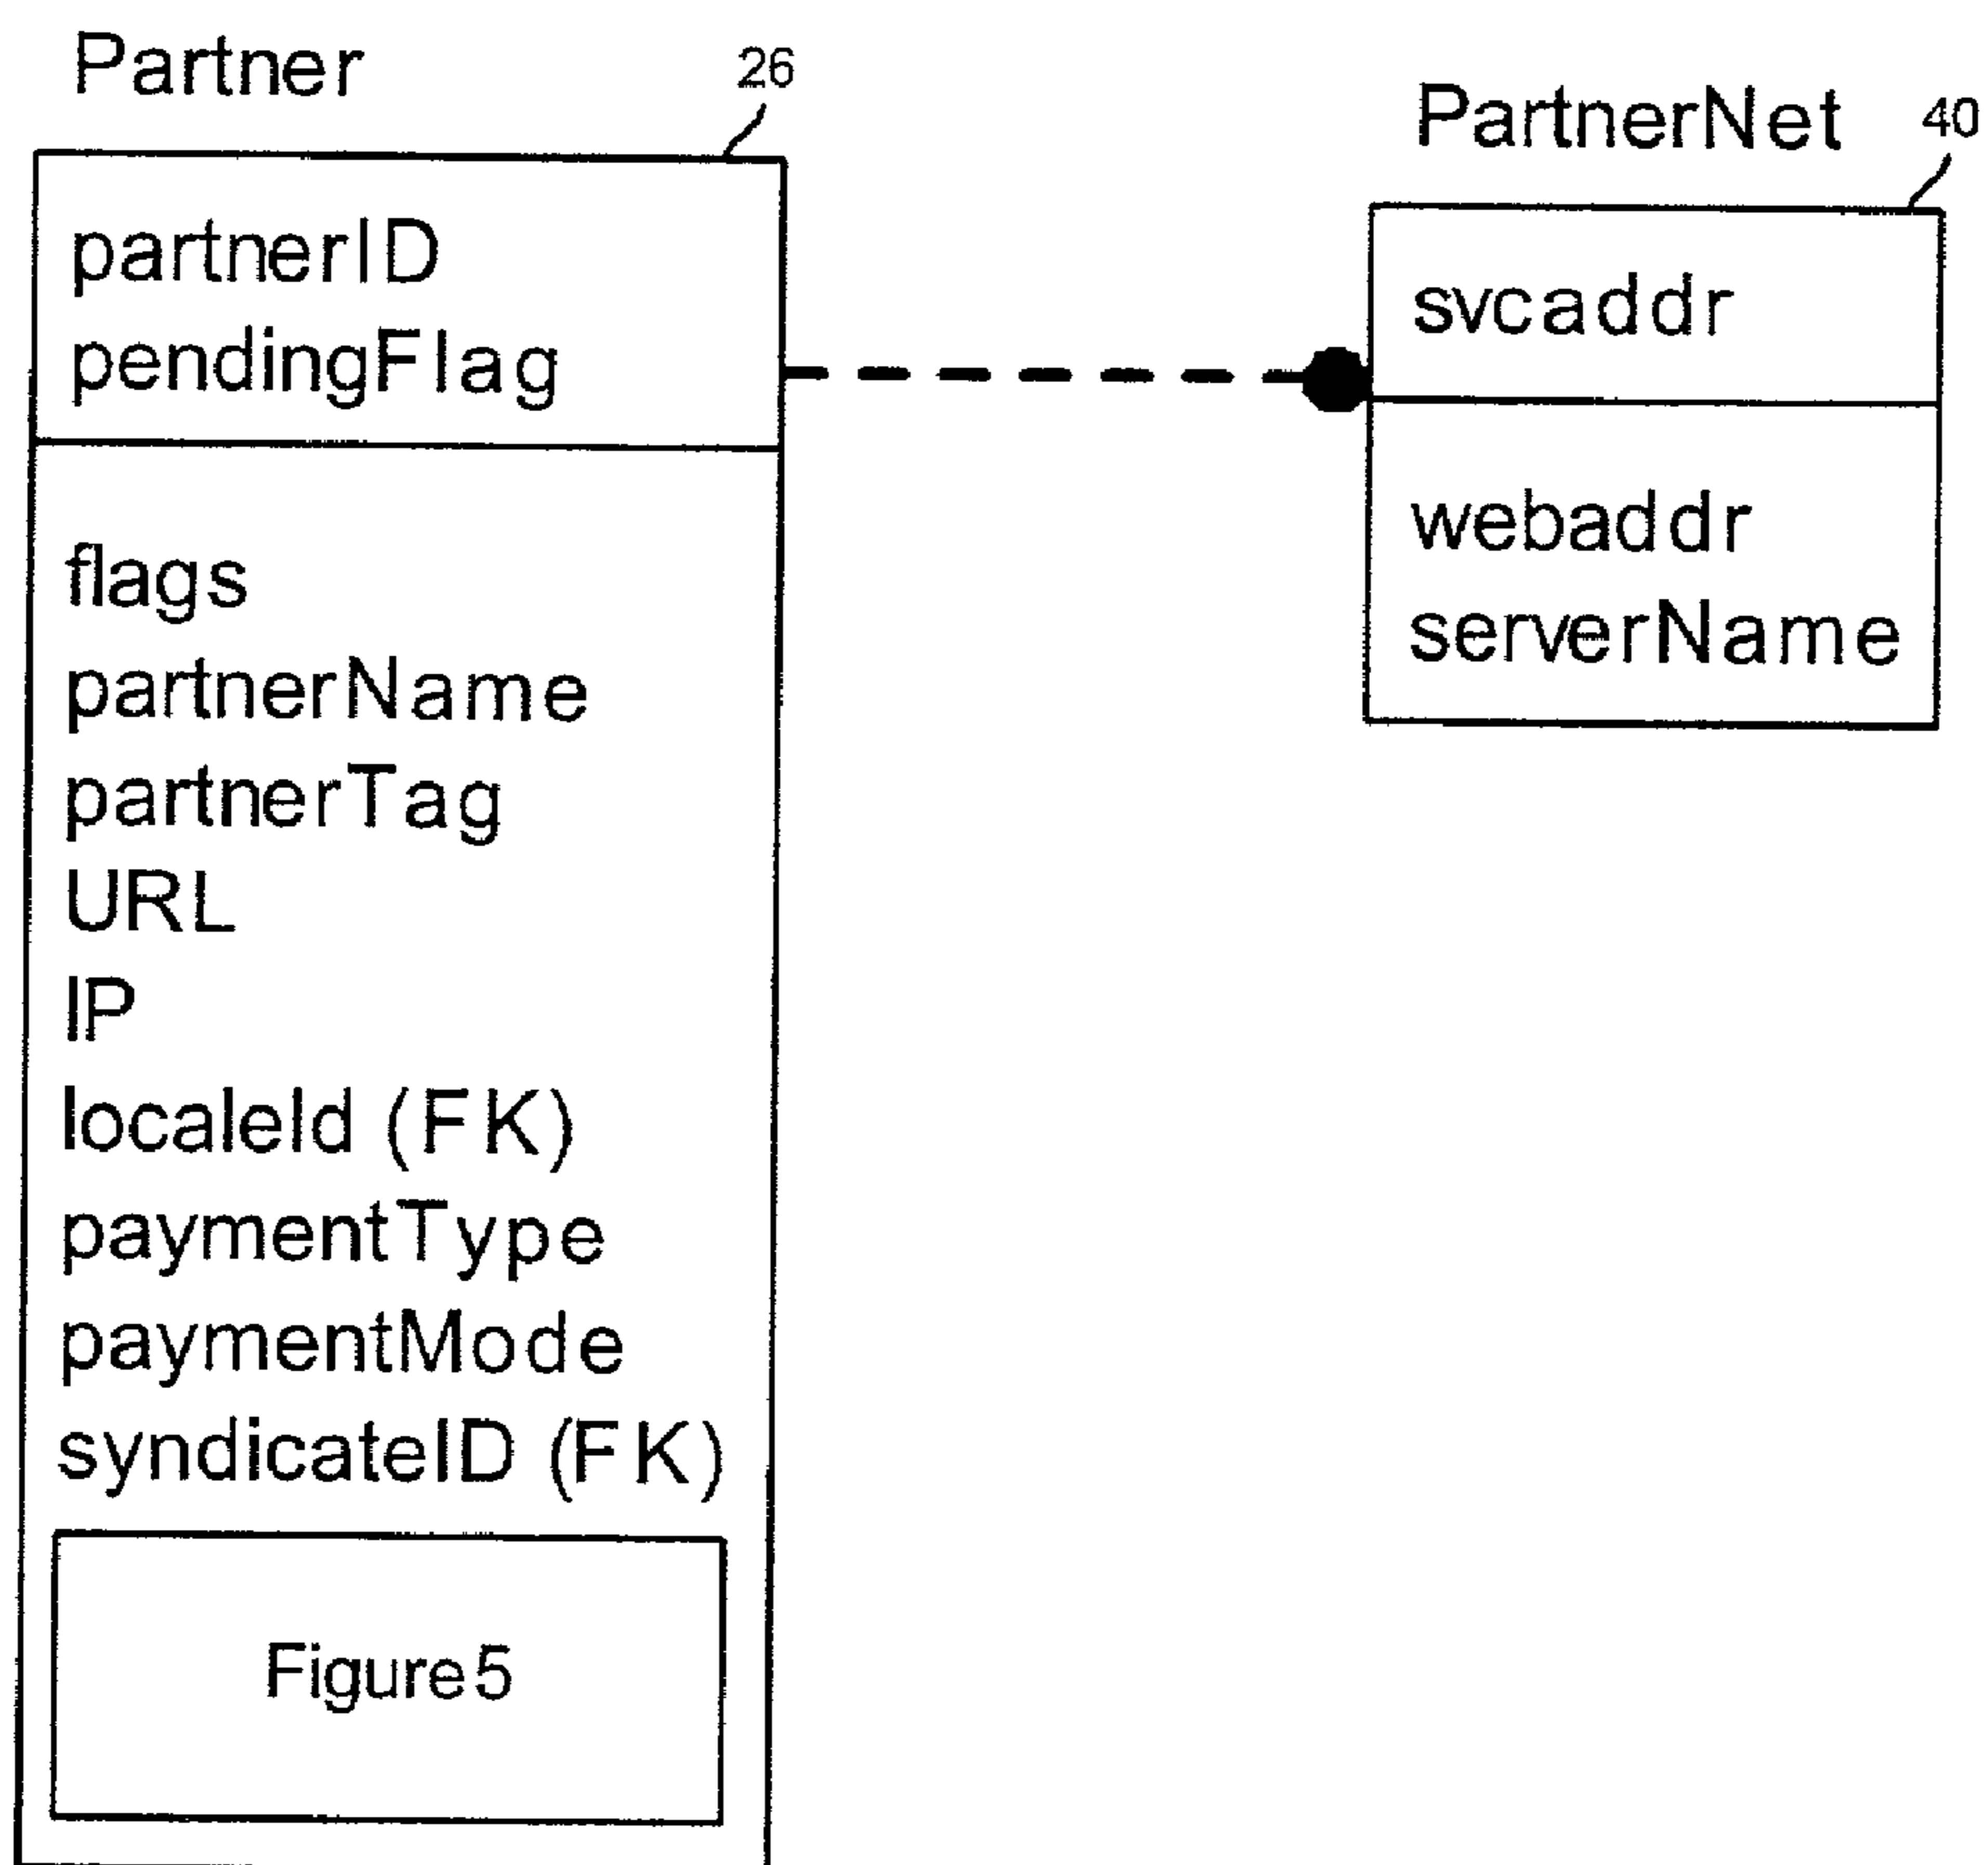 Partner
26
partnerID
pendingFlag
flags
partnerName
partnerTag
URL
IP
localeId (FK)
paymentType
paymentMode
syndicateID (FK)
Figure5
PartnerNet
40
svcaddr
webaddr
serverName